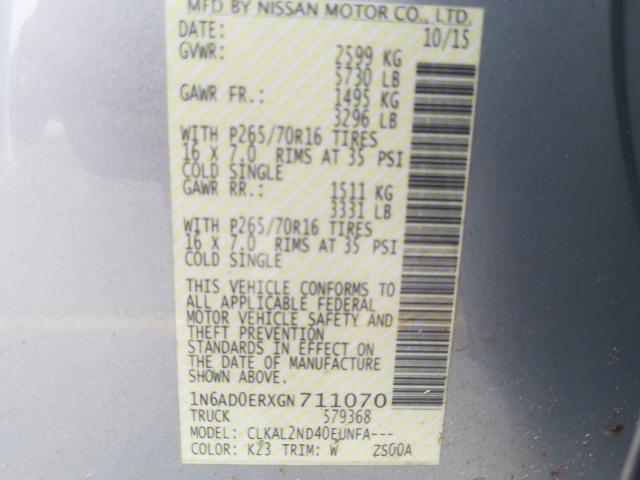 MFD BY NISSAN MOTOR CO., LTD.
DATE: 10/15
GVWR: 2599 KG
5730 LB
GAWR FR.: 1495 KG
3296 LB
WITH P265/70R16 TIRES
16 X 7.0 RIMS AT 35 PSI
COLD SINGLE
GAWR RR.: 1511 KG
3331 LB
WITH P265/70R16 TIRES
16 X 7.0 RIMS AT 35 PSI
COLD SINGLE
THIS VEHICLE CONFORMS TO
ALL APPLICABLE FEDERAL
MOTOR VEHICLE SAFETY AND
THEFT PREVENTION
STANDARDS IN EFFECT ON
THE DATE OF MANUFACTURE
SHOWN ABOVE.
1N6AD0ERXGN711070
TRUCK 579368
MODEL: CLKAL2ND40EUNFA---
COLOR: K23 TRIM: W ZS00A